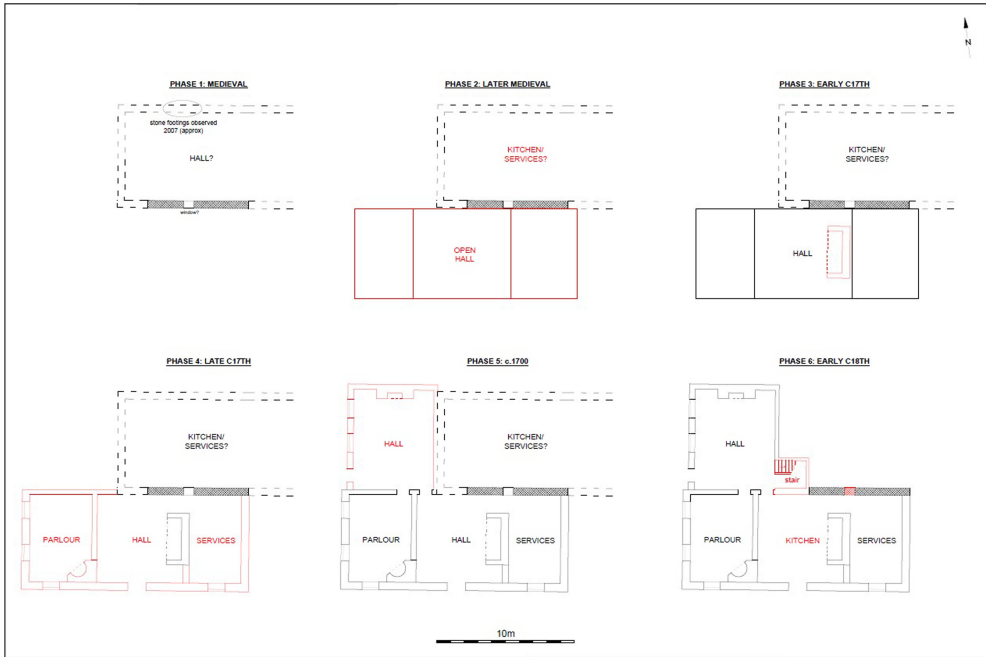 N
PHASE 1: MEDIEVAL
stone footings observed
2007 (approx)
HALL?
window?
PHASE 2: LATER MEDIEVAL
KITCHEN/
SERVICES?
OPEN
HALL
PHASE 3: EARLY C17TH
KITCHEN/
SERVICES?
HALL
PHASE 4: LATE C17TH
KITCHEN/
SERVICES?
PARLOUR
HALL
SERVICES
PHASE 5: c.1700
HALL
KITCHEN/
SERVICES?
PARLOUR
HALL
SERVICES
PHASE 6: EARLY C18TH
HALL
stair
PARLOUR
KITCHEN
SERVICES
10m